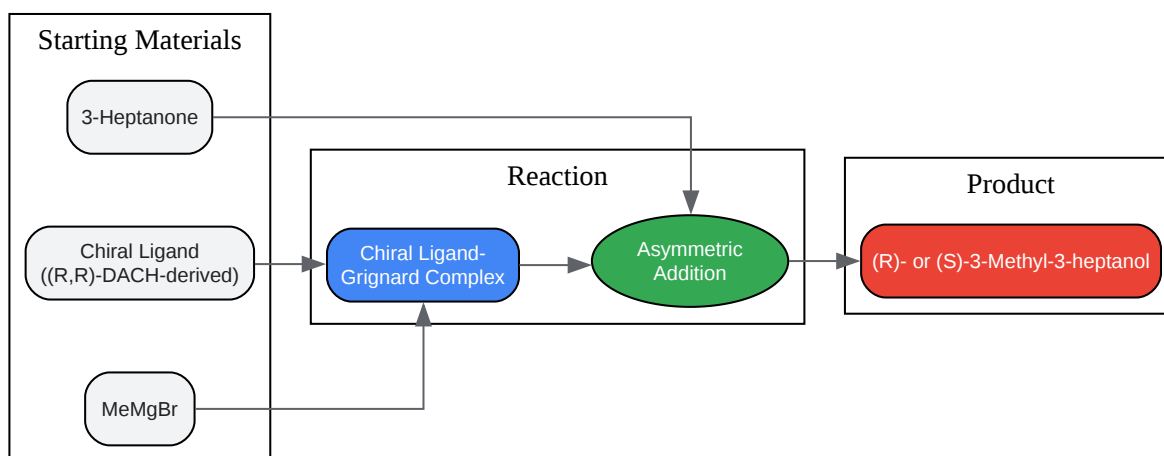 Starting Materials
3-Heptanone
Chiral Ligand
((R,R)-DACH-derived)
MeMgBr
Reaction
Chiral Ligand-
Grignard Complex
Asymmetric
Addition
Product
(R)- or (S)-3-Methyl-3-heptanol